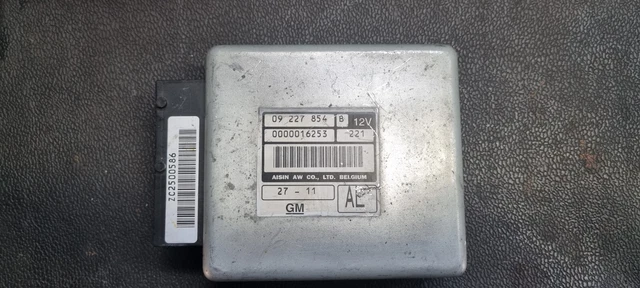 09 227 854 B 12V
0000016253 221
AISIN AW CO., LTD. BELGIUM
27 - 11
GM AE
ZC2500586